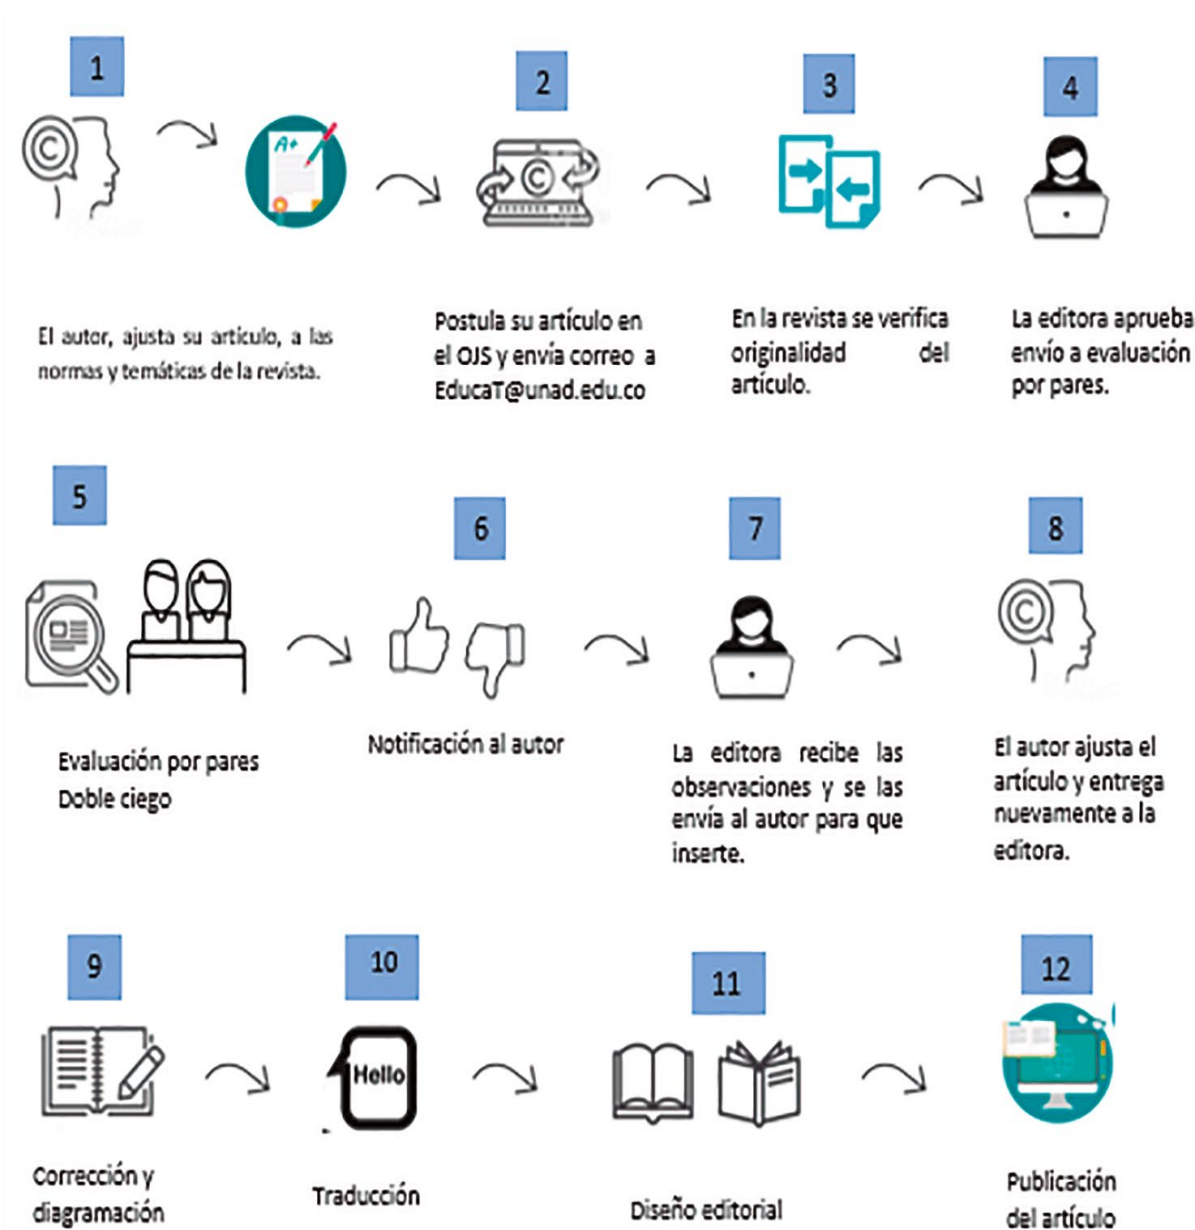 1
A+
El autor, ajusta su artículo, a las
normas y temáticas de la revista.
2
Postula su artículo en
el OJS y envía correo a
EducaT@unad.edu.co
3
En la revista se verifica
originalidad del
artículo.
4
La editora aprueba
envío a evaluación
por pares.
5
Evaluación por pares
Doble ciego
6
Notificación al autor
7
La editora recibe las
observaciones y se las
envía al autor para que
inserte.
8
El autor ajusta el
artículo y entrega
nuevamente a la
editora.
9
Corrección y
diagramación
10
Hello
Traducción
11
Diseño editorial
12
Publicación
del artículo